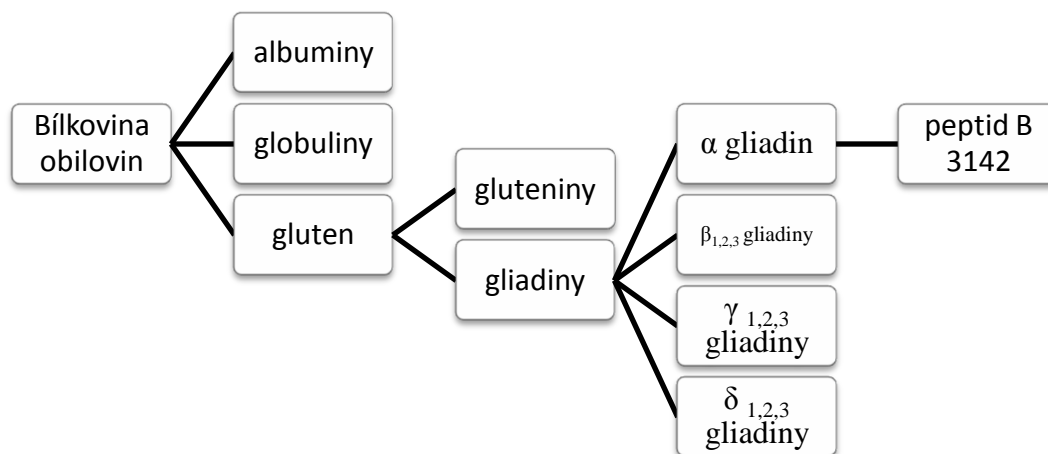 Bílkovina
obilovin
albuminy
globuliny
gluten
gluteniny
gliadiny
α gliadin
β1,2,3 gliadiny
γ 1,2,3
gliadiny
δ 1,2,3
gliadiny
peptid B
3142